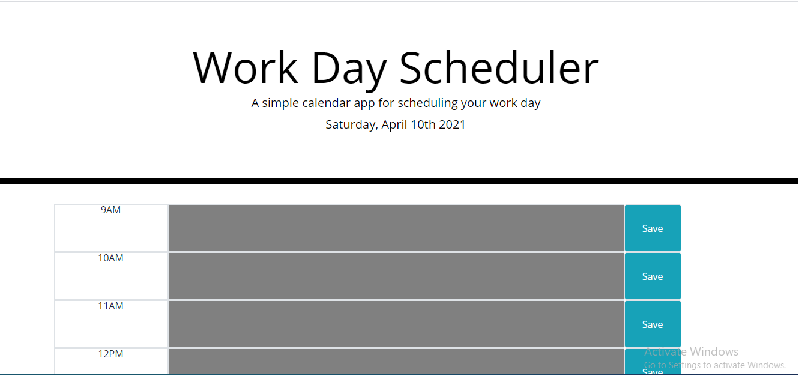 Work Day Scheduler
A simple calendar app for scheduling your work day
Saturday, April 10th 2021
9AM
Save
10AM
Save
11AM
Save
12PM
Save
Activate Windows
Go to Settings to activate Windows.